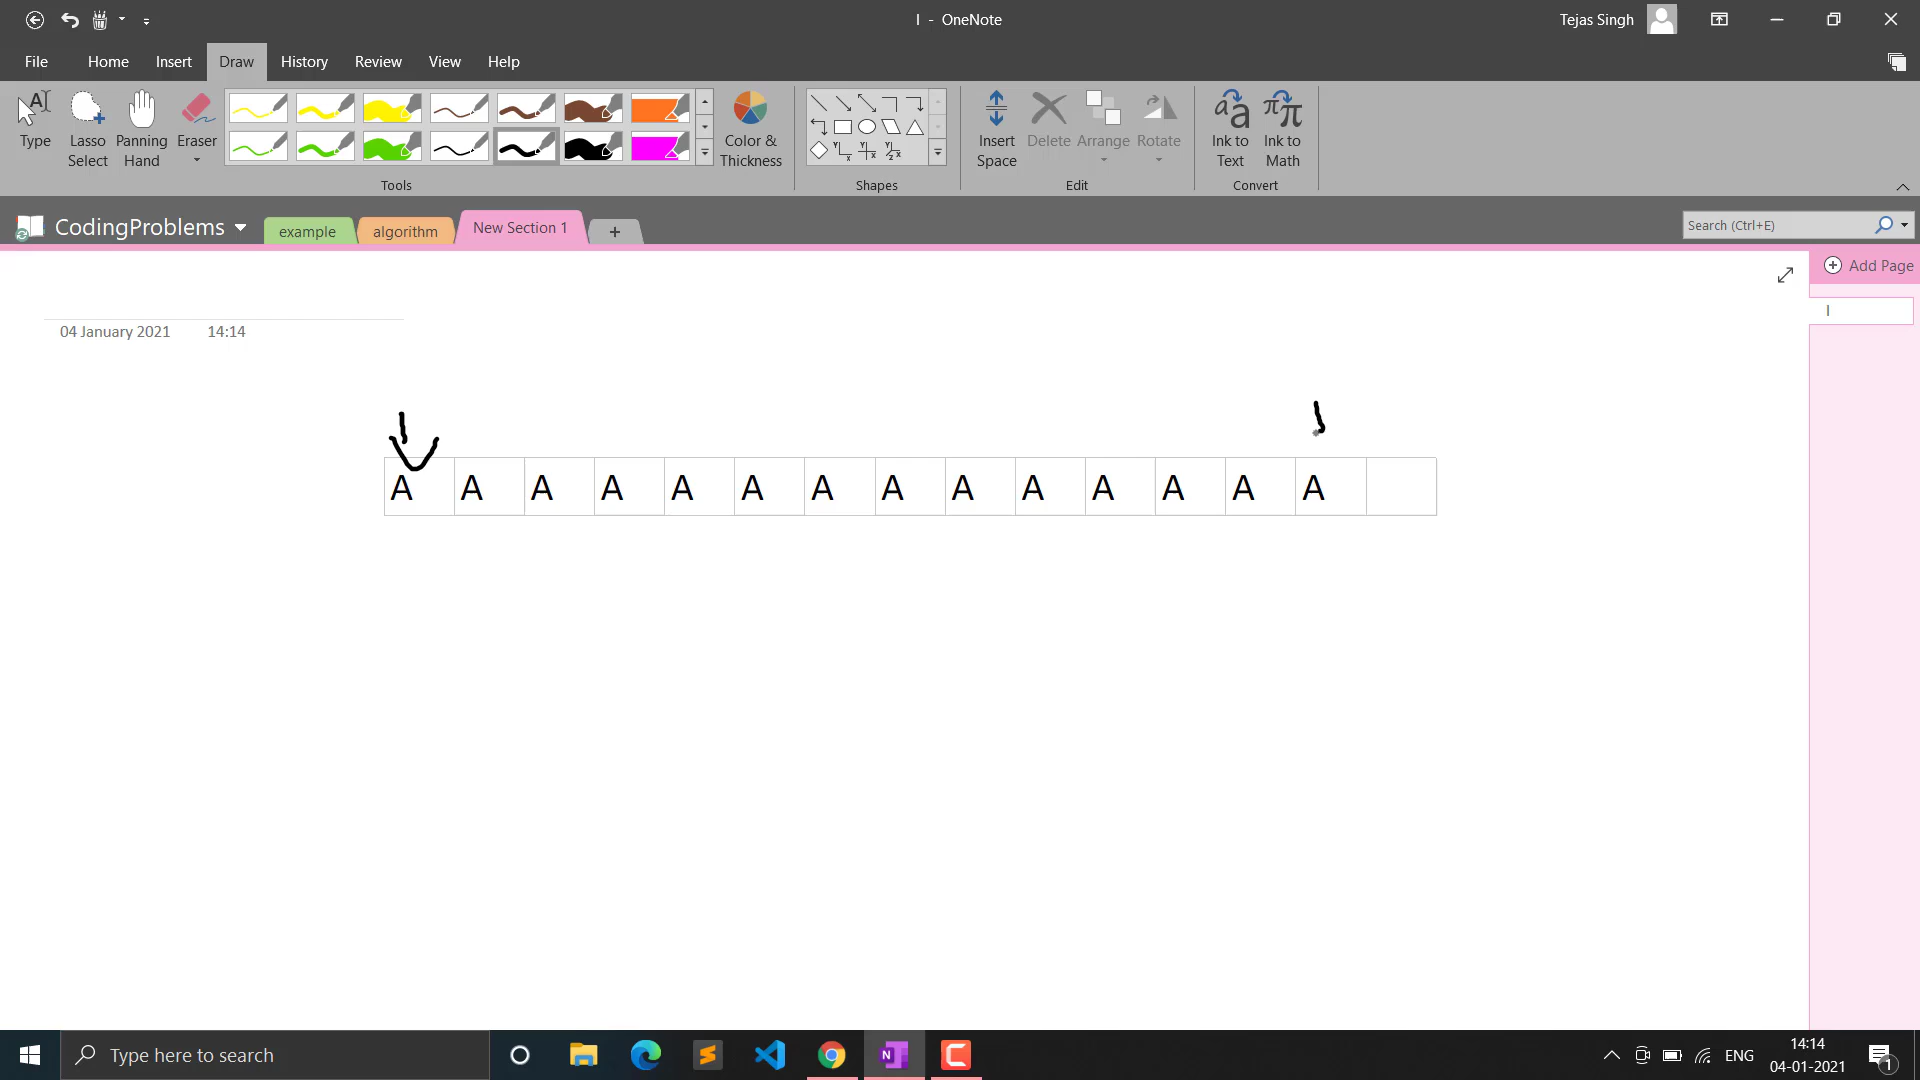 I - OneNote
Tejas Singh
File Home Insert Draw History Review View Help
Type
Lasso Select
Panning Hand
Eraser
Color & Thickness
Insert Space
Delete
Arrange
Rotate
Ink to Text
Ink to Math
Tools
Shapes
Edit
Convert
CodingProblems
example
algorithm
New Section 1
+
Search (Ctrl+E)
Add Page
I
04 January 2021 14:14
A A A A A A A A A A A A A A
Type here to search
ENG
14:14
04-01-2021
1